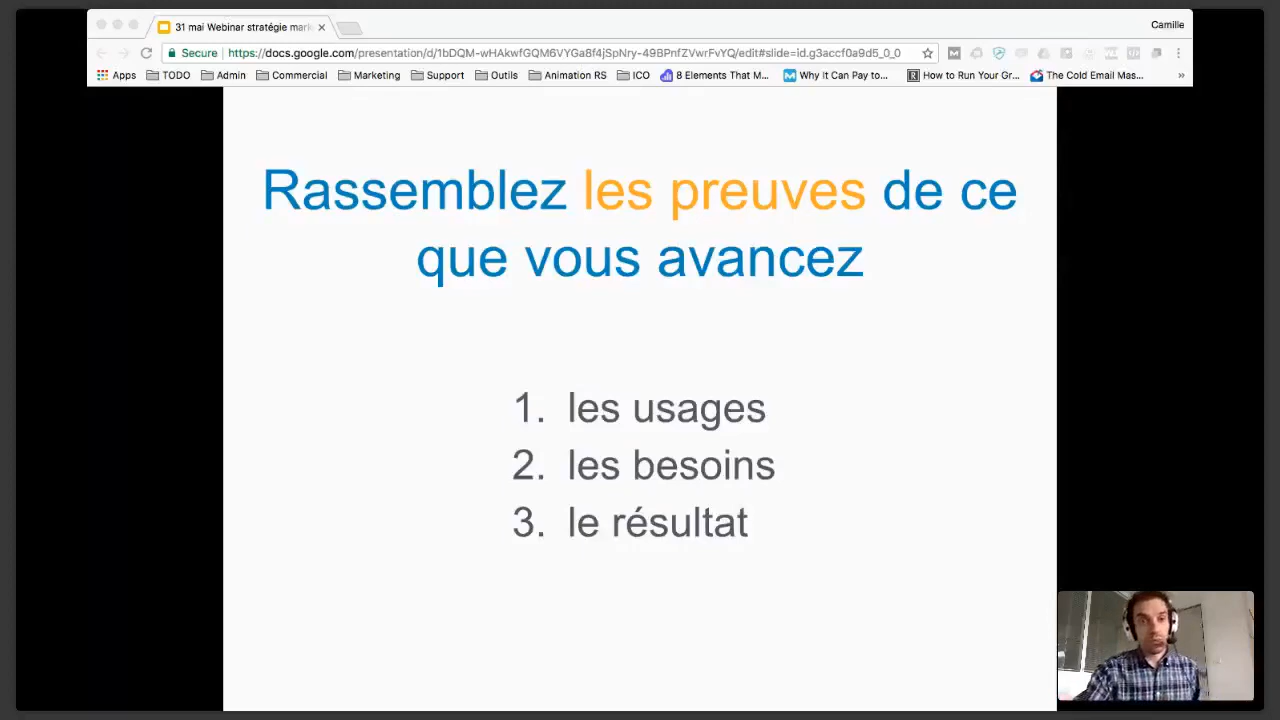 31 mai Webinar stratégie mark
Camille
Secure https://docs.google.com/presentation/d/1bDQM-wHAkwfGQM6VYGa8f4jSpNry-49BPnfZVwrFvYQ/edit#slide=id.g3accf0a9d5_0_0
Apps TODO Admin Commercial Marketing Support Outils Animation RS ICO 8 Elements That M... Why it Can Pay to... How to Run Your Gr... The Cold Email Mas... »
Rassemblez les preuves de ce
que vous avancez
1. les usages
2. les besoins
3. le résultat